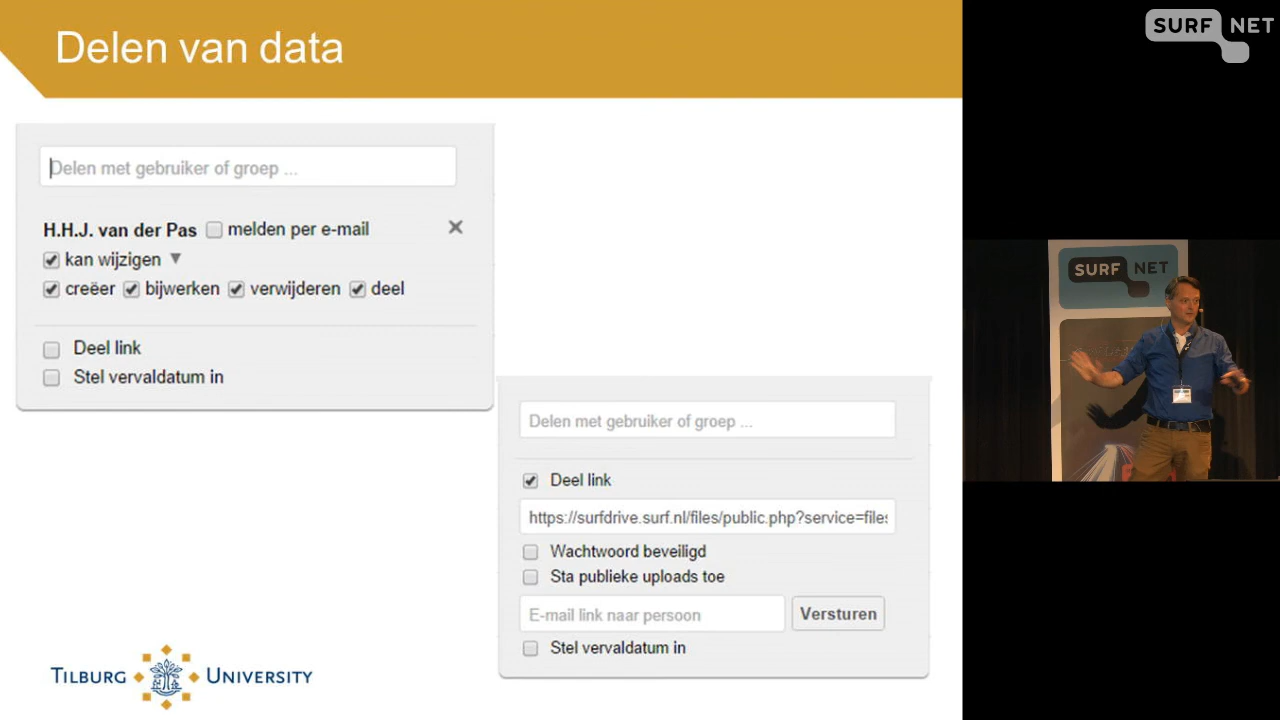 Delen van data
SURF NET
Delen met gebruiker of groep ...
H.H.J. van der Pas melden per e-mail
kan wijzigen
creëer bijwerken verwijderen deel
Deel link
Stel vervaldatum in
Delen met gebruiker of groep ...
Deel link
https://surfdrive.surf.nl/files/public.php?service=files
Wachtwoord beveiligd
Sta publieke uploads toe
E-mail link naar persoon Versturen
Stel vervaldatum in
TILBURG UNIVERSITY
SURF NET